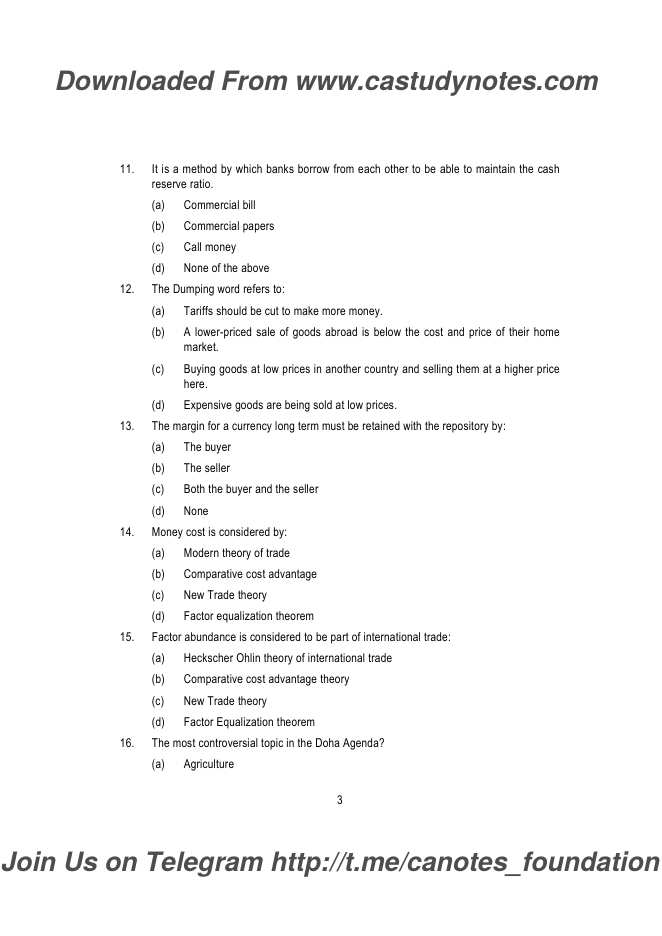 Downloaded From www.castudynotes.com
11. It is a method by which banks borrow from each other to be able to maintain the cash
reserve ratio.
(a) Commercial bill
(b) Commercial papers
(c) Call money
(d) None of the above
12. The Dumping word refers to:
(a) Tariffs should be cut to make more money.
(b) A lower-priced sale of goods abroad is below the cost and price of their home
market.
(c) Buying goods at low prices in another country and selling them at a higher price
here.
(d) Expensive goods are being sold at low prices.
13. The margin for a currency long term must be retained with the repository by:
(a) The buyer
(b) The seller
(c) Both the buyer and the seller
(d) None
14. Money cost is considered by:
(a) Modern theory of trade
(b) Comparative cost advantage
(c) New Trade theory
(d) Factor equalization theorem
15. Factor abundance is considered to be part of international trade:
(a) Heckscher Ohlin theory of international trade
(b) Comparative cost advantage theory
(c) New Trade theory
(d) Factor Equalization theorem
16. The most controversial topic in the Doha Agenda?
(a) Agriculture
3
Join Us on Telegram http://t.me/canotes_foundation